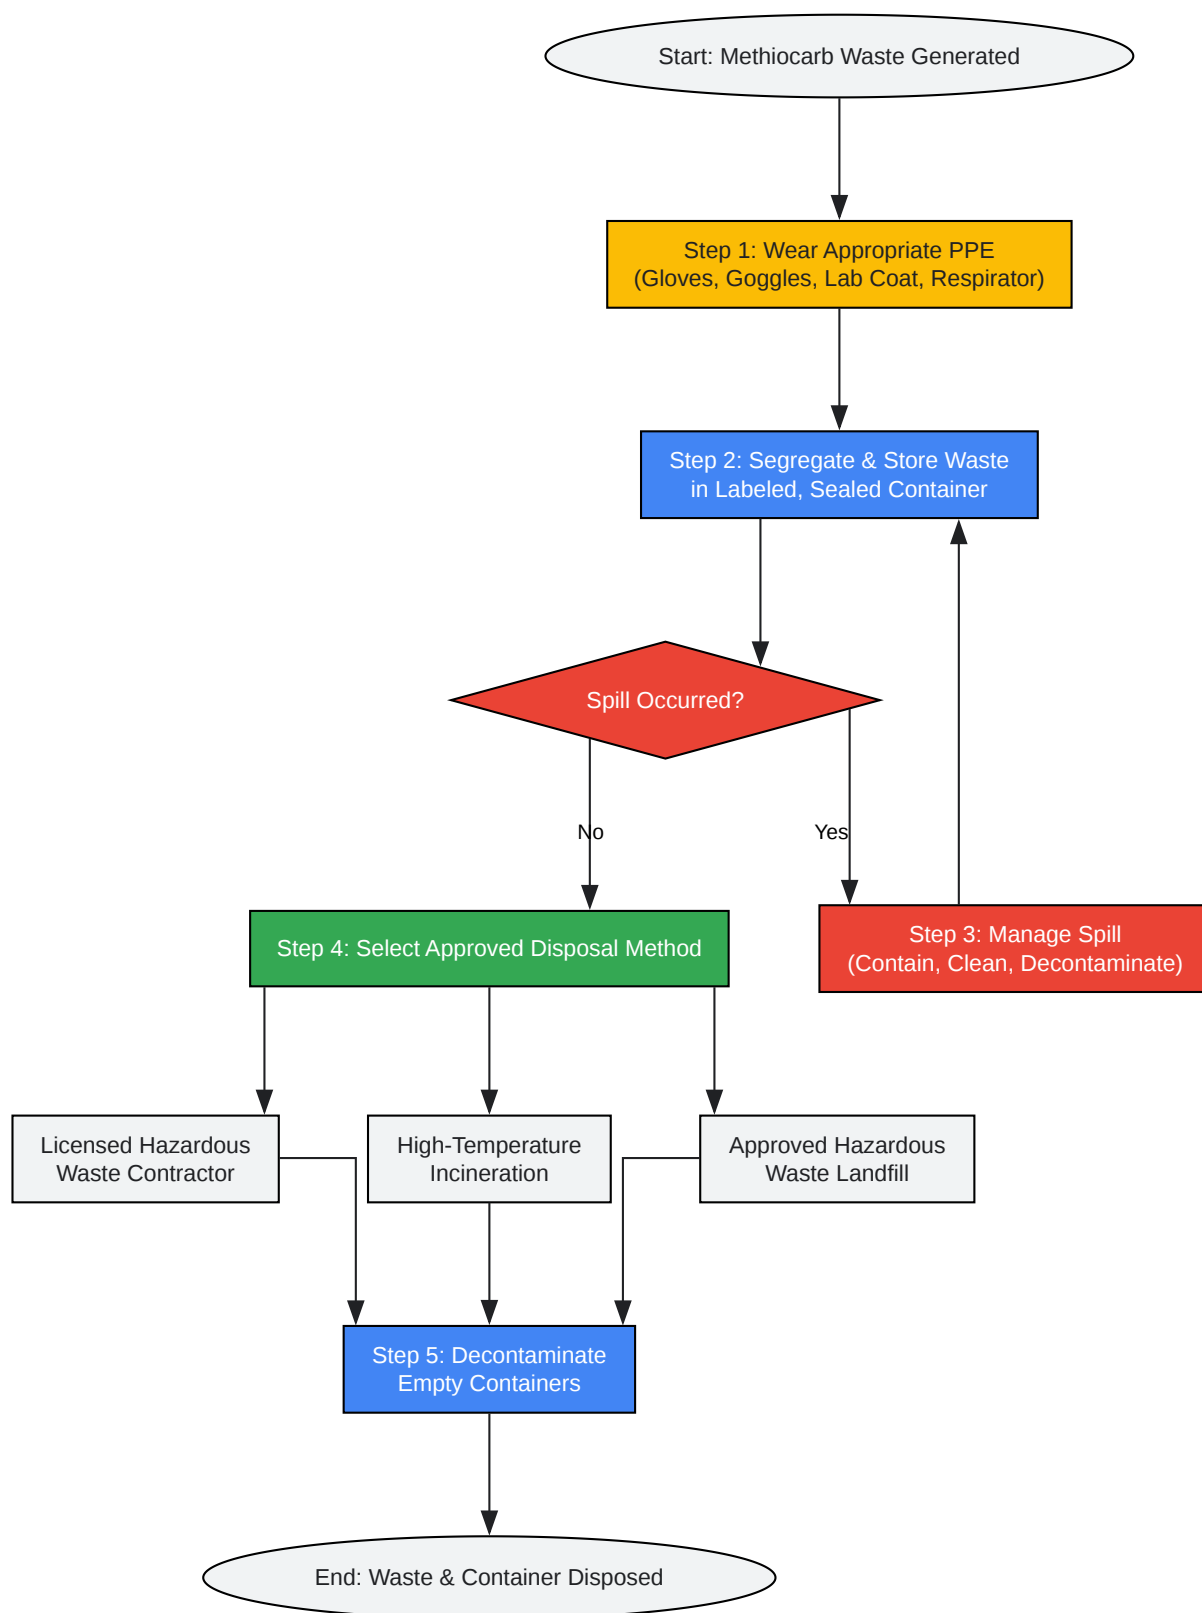 Start: Methiocarb Waste Generated
Step 1: Wear Appropriate PPE
(Gloves, Goggles, Lab Coat, Respirator)
Step 2: Segregate & Store Waste
in Labeled, Sealed Container
Spill Occurred?
No
Yes
Step 4: Select Approved Disposal Method
Step 3: Manage Spill
(Contain, Clean, Decontaminate)
Licensed Hazardous
Waste Contractor
High-Temperature
Incineration
Approved Hazardous
Waste Landfill
Step 5: Decontaminate
Empty Containers
End: Waste & Container Disposed